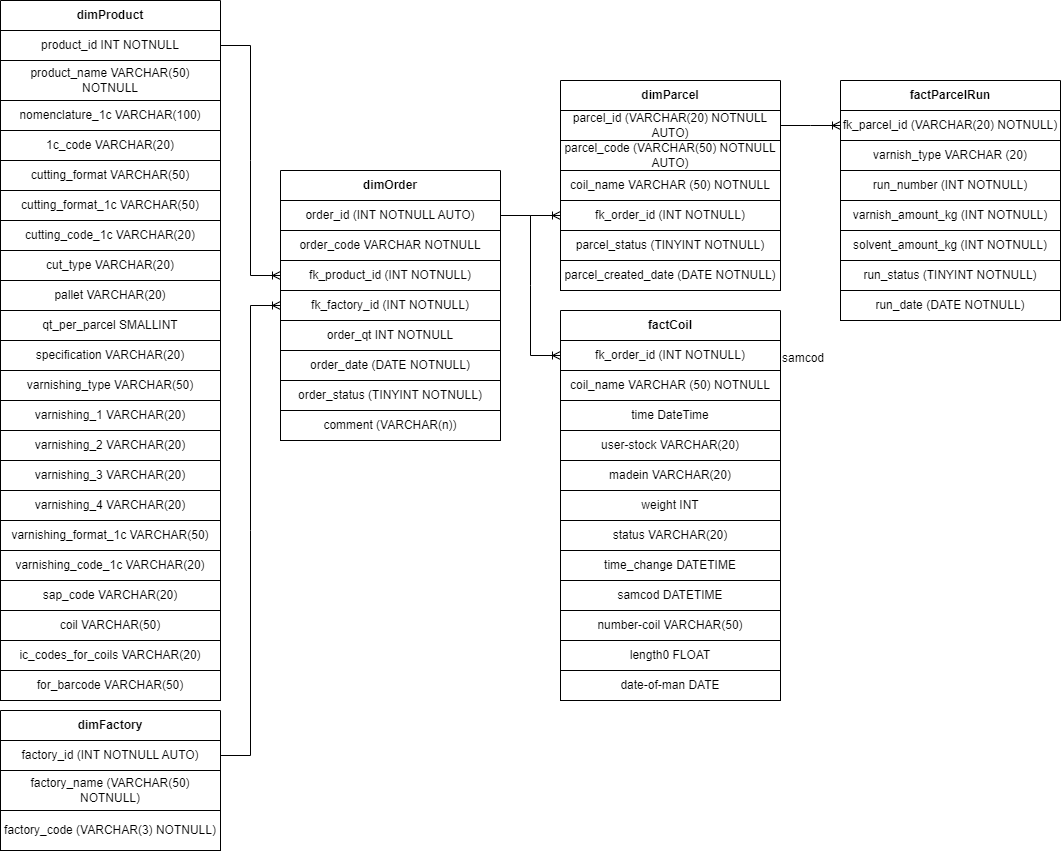 dimProduct
product_id INT NOTNULL
product_name VARCHAR(50)
NOTNULL
nomenclature_1c VARCHAR(100)
1c_code VARCHAR(20)
cutting_format VARCHAR(50)
cutting_format_1c VARCHAR(50)
cutting_code_1c VARCHAR(20)
cut_type VARCHAR(20)
pallet VARCHAR(20)
qt_per_parcel SMALLINT
specification VARCHAR(20)
varnishing_type VARCHAR(50)
varnishing_1 VARCHAR(20)
varnishing_2 VARCHAR(20)
varnishing_3 VARCHAR(20)
varnishing_4 VARCHAR(20)
varnishing_format_1c VARCHAR(50)
varnishing_code_1c VARCHAR(20)
sap_code VARCHAR(20)
coil VARCHAR(50)
ic_codes_for_coils VARCHAR(20)
for_barcode VARCHAR(50)
dimFactory
factory_id (INT NOTNULL AUTO)
factory_name (VARCHAR(50)
NOTNULL)
factory_code (VARCHAR(3) NOTNULL)
dimOrder
order_id (INT NOTNULL AUTO)
order_code VARCHAR NOTNULL
fk_product_id (INT NOTNULL)
fk_factory_id (INT NOTNULL)
order_qt INT NOTNULL
order_date (DATE NOTNULL)
order_status (TINYINT NOTNULL)
comment (VARCHAR(n))
dimParcel
parcel_id (VARCHAR(20) NOTNULL
AUTO)
parcel_code (VARCHAR(50) NOTNULL
AUTO)
coil_name VARCHAR (50) NOTNULL
fk_order_id (INT NOTNULL)
parcel_status (TINYINT NOTNULL)
parcel_created_date (DATE NOTNULL)
factCoil
fk_order_id (INT NOTNULL)
coil_name VARCHAR (50) NOTNULL
time DateTime
user-stock VARCHAR(20)
madein VARCHAR(20)
weight INT
status VARCHAR(20)
time_change DATETIME
samcod DATETIME
number-coil VARCHAR(50)
length0 FLOAT
date-of-man DATE
samcod
factParcelRun
fk_parcel_id (VARCHAR(20) NOTNULL)
varnish_type VARCHAR (20)
run_number (INT NOTNULL)
varnish_amount_kg (INT NOTNULL)
solvent_amount_kg (INT NOTNULL)
run_status (TINYINT NOTNULL)
run_date (DATE NOTNULL)